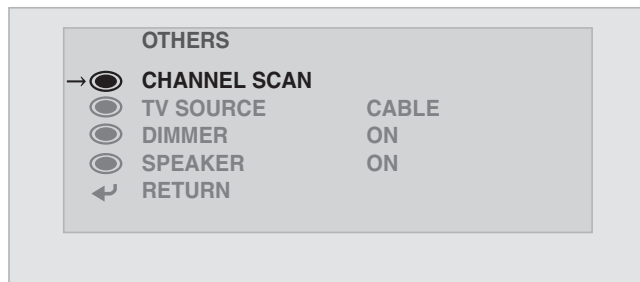 OTHERS
CHANNEL SCAN
TV SOURCE CABLE
DIMMER ON
SPEAKER ON
RETURN